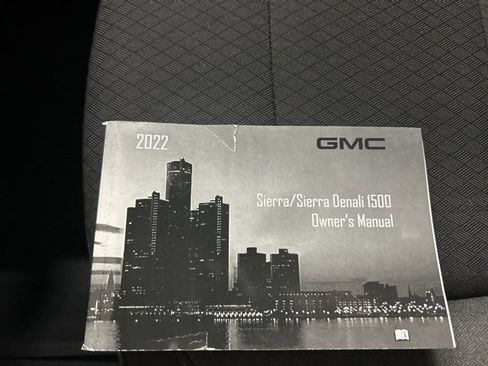 2022
GMC
Sierra/Sierra Denali 1500
Owner's Manual